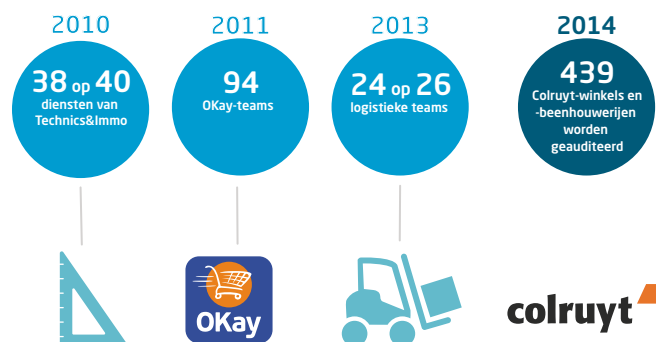 2010
38 op 40
diensten van
Technics&Immo
2011
94
OKay-teams
2013
24 op 26
logistieke teams
2014
439
Colruyt-winkels en
-beenhouwerijen
worden
geauditeerd
OKay
colruyt